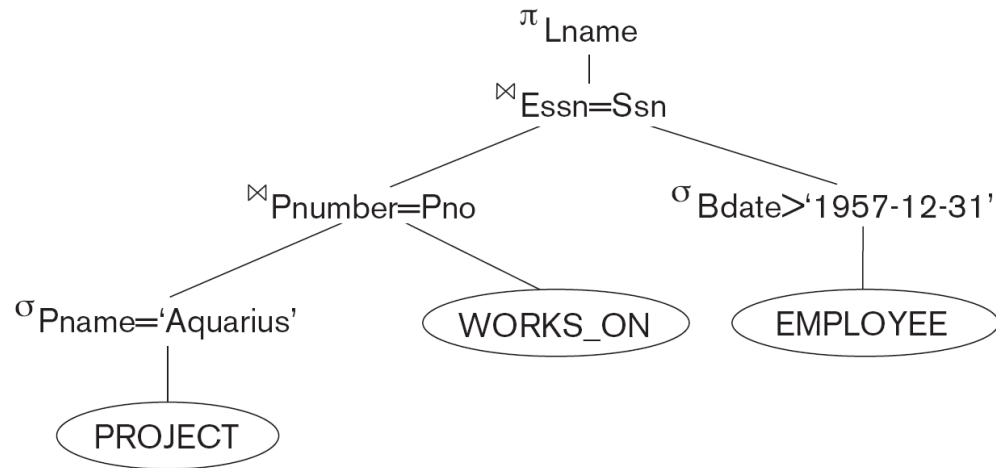 π Lname
⋈ Essn=Ssn
⋈ Pnumber=Pno
σ Bdate>‘1957-12-31’
σ Pname=‘Aquarius’
WORKS_ON
EMPLOYEE
PROJECT